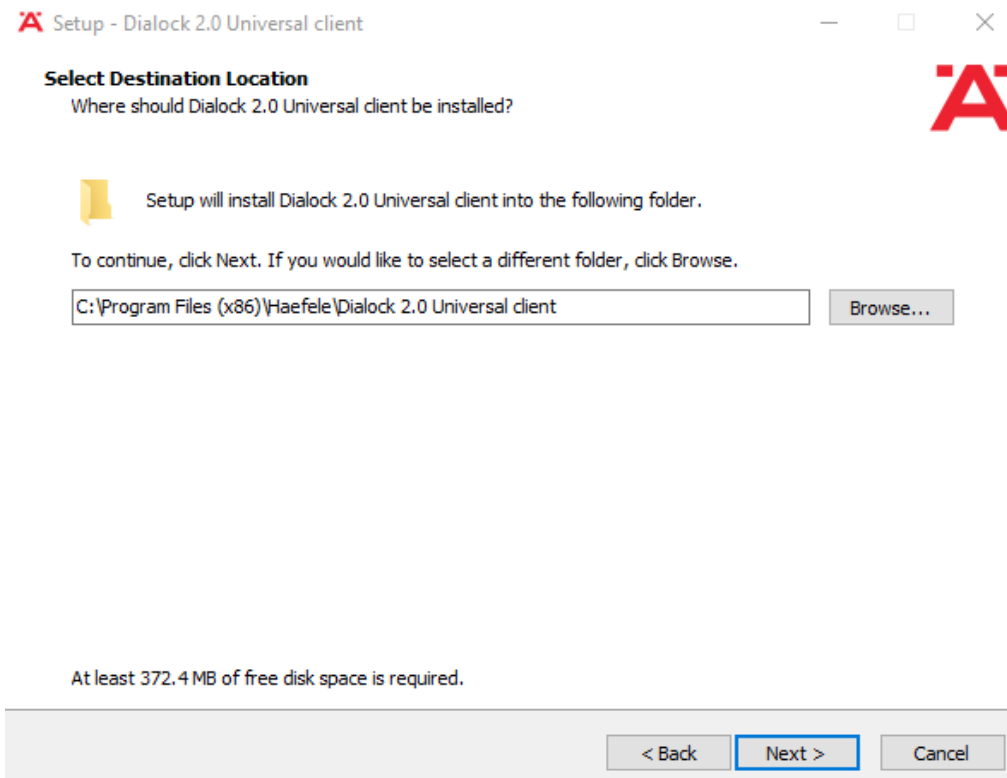 Setup - Dialock 2.0 Universal client
Select Destination Location
Where should Dialock 2.0 Universal client be installed?
Setup will install Dialock 2.0 Universal client into the following folder.
To continue, click Next. If you would like to select a different folder, click Browse.
C:\Program Files (x86)\Haefele\Dialock 2.0 Universal client
Browse...
At least 372.4 MB of free disk space is required.
< Back Next > Cancel